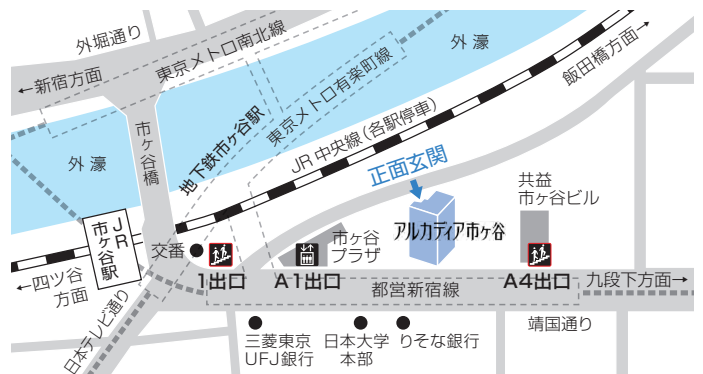 外堀通り
←新宿方面
東京メトロ南北線
外 濠
飯田橋方面→
東京メトロ有楽町線
地下鉄市ヶ谷駅
JR中央線(各駅停車)
市ヶ谷橋
外 濠
正面玄関
共益
市ヶ谷ビル
アルカディア市ヶ谷
JR
市ヶ谷駅
交番
市ヶ谷
プラザ
1出口
A1出口
A4出口
←四ツ谷
方面
都営新宿線
九段下方面→
日本テレビ通り
靖国通り
三菱東京
UFJ銀行
日本大学
本部
りそな銀行